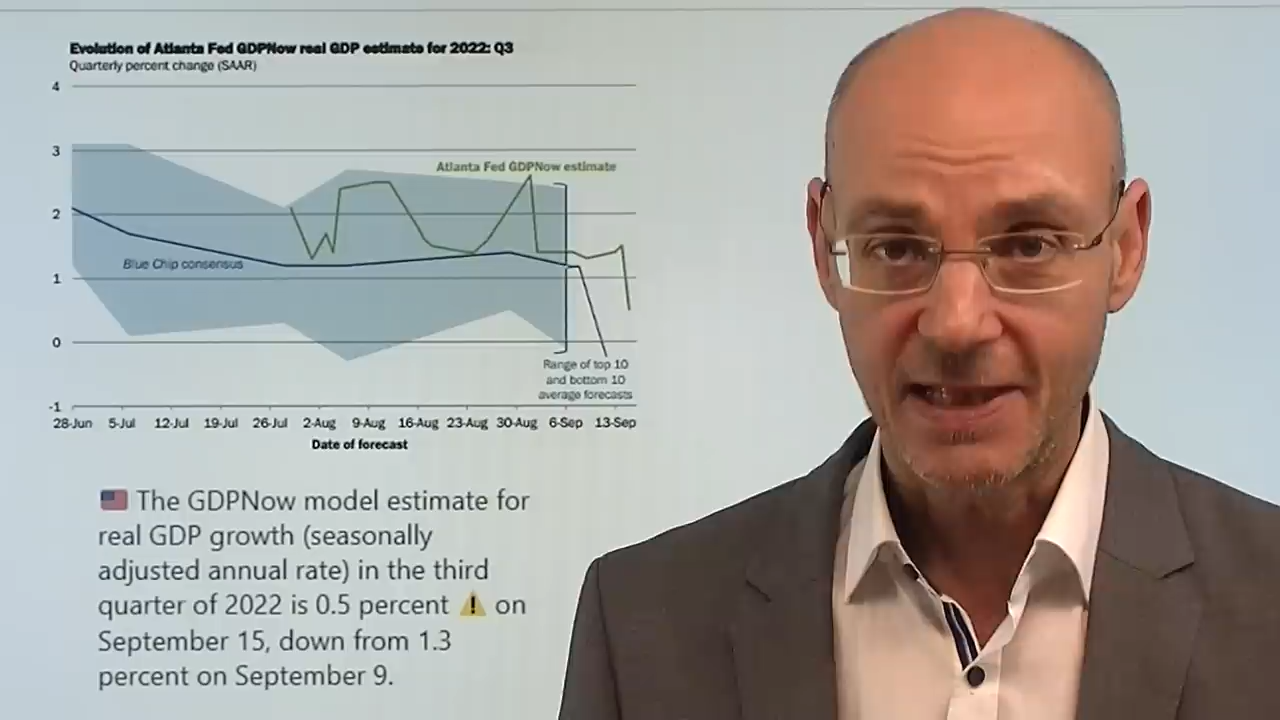 Evolution of Atlanta Fed GDPNow real GDP estimate for 2022: Q3
Quarterly percent change (SAAR)
4
3
Atlanta Fed GDPNow estimate
2
Blue Chip consensus
1
0
Range of top 10
and bottom 10
average forecasts
-1
28-Jun 5-Jul 12-Jul 19-Jul 26-Jul 2-Aug 9-Aug 16-Aug 23-Aug 30-Aug 6-Sep 13-Sep
Date of forecast
🇺🇸 The GDPNow model estimate for
real GDP growth (seasonally
adjusted annual rate) in the third
quarter of 2022 is 0.5 percent ⚠️ on
September 15, down from 1.3
percent on September 9.